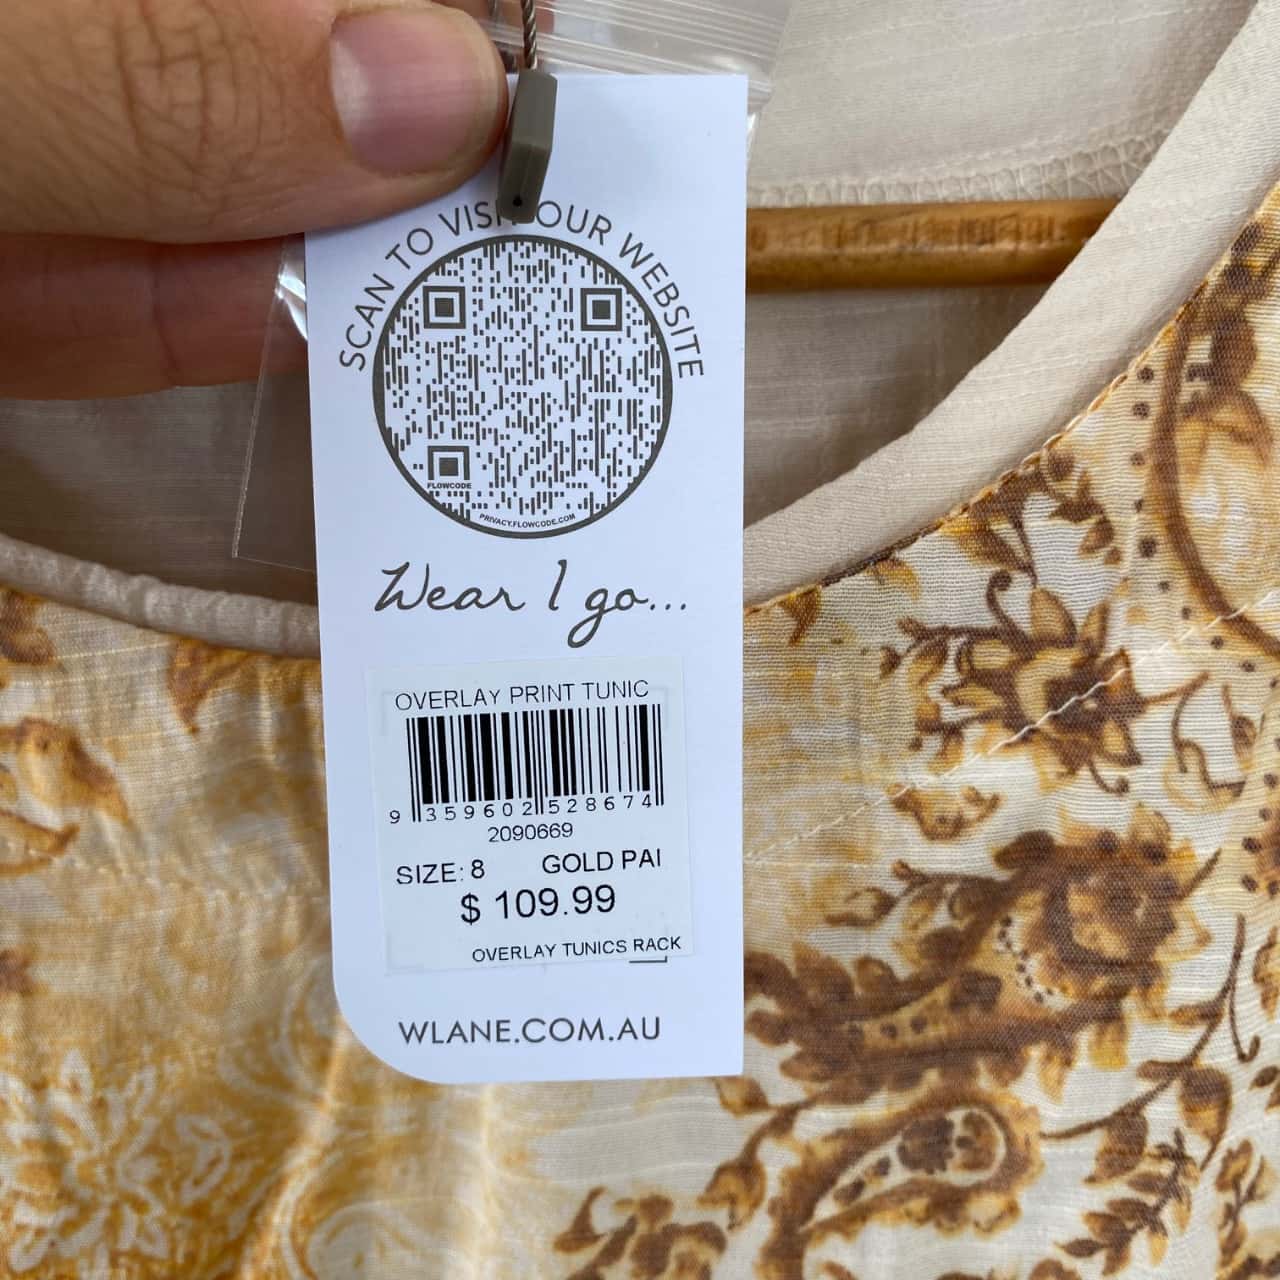 SCAN TO VISIT OUR WEBSITE
FLOWCODE
PRIVACY.FLOWCODE.COM
Wear I go...
OVERLAY PRINT TUNIC
9 359602 528674
2090669
SIZE: 8 GOLD PAI
$ 109.99
OVERLAY TUNICS RACK
WLANE.COM.AU